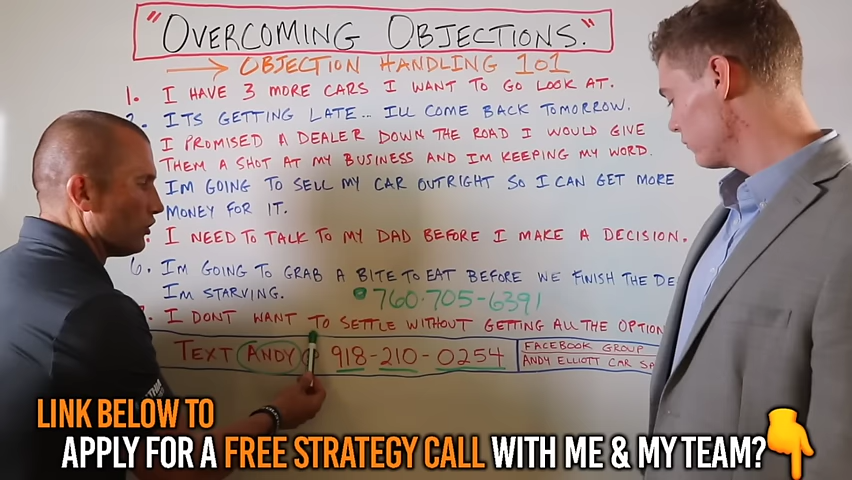 "OVERCOMING OBJECTIONS."
OBJECTION HANDLING 101
1. I HAVE 3 MORE CARS I WANT TO GO LOOK AT.
2. ITS GETTING LATE... ILL COME BACK TOMORROW.
I PROMISED A DEALER DOWN THE ROAD I WOULD GIVE
THEM A SHOT AT MY BUSINESS AND IM KEEPING MY WORD.
IM GOING TO SELL MY CAR OUTRIGHT SO I CAN GET MORE
MONEY FOR IT.
I NEED TO TALK TO MY DAD BEFORE I MAKE A DECISION.
6. IM GOING TO GRAB A BITE TO EAT BEFORE WE FINISH THE DE
IM STARVING.
760-705-6391
I DONT WANT TO SETTLE WITHOUT GETTING ALL THE OPTION
TEXT ANDY 918-210-0254
FACEBOOK GROUP
ANDY ELLIOTT CAR SA
LINK BELOW TO
APPLY FOR A FREE STRATEGY CALL WITH ME & MY TEAM?